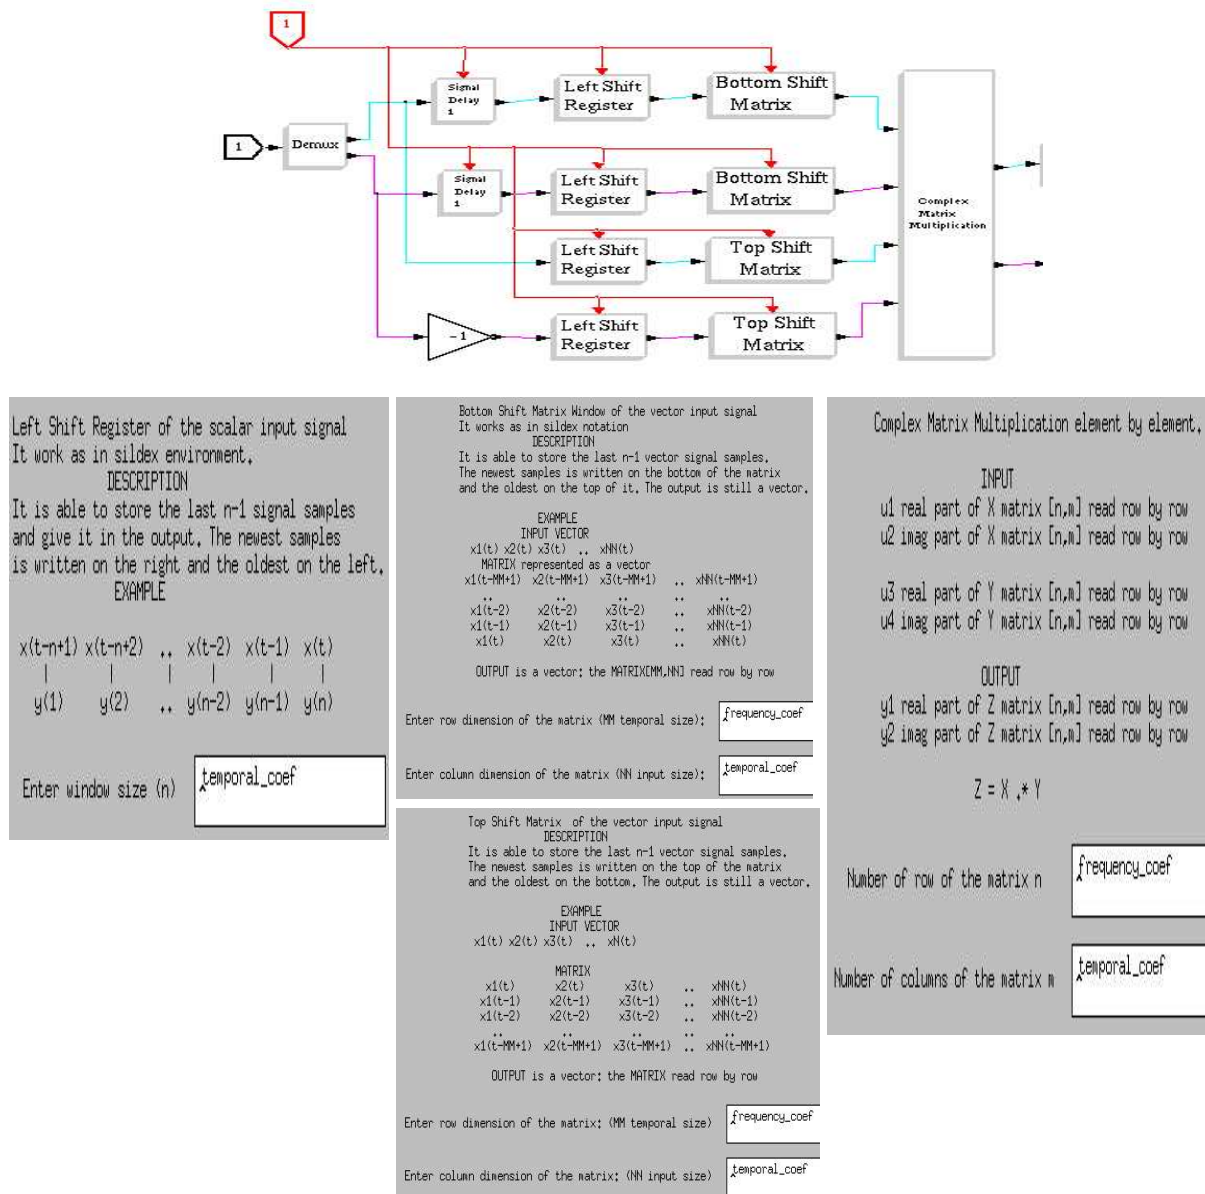 1
Signal
Delay
1
Left Shift
Register
Bottom Shift
Matrix
1
Demux
Signal
Delay
1
Left Shift
Register
Bottom Shift
Matrix
Complex
Matrix
Multiplication
Left Shift
Register
Top Shift
Matrix
-1
Left Shift
Register
Top Shift
Matrix
Left Shift Register of the scalar input signal
It work as in sildex environment.
DESCRIPTION
It is able to store the last n-1 signal samples
and give it in the output. The newest samples
is written on the right and the oldest on the left.
EXAMPLE
x(t-n+1) x(t-n+2) .. x(t-2) x(t-1) x(t)
| | | | |
y(1) y(2) .. y(n-2) y(n-1) y(n)
Enter window size (n) temporal_coef
Bottom Shift Matrix Window of the vector input signal
It works as in sildex notation
DESCRIPTION
It is able to store the last n-1 vector signal samples.
The newest samples is written on the bottom of the matrix
and the oldest on the top of it. The output is still a vector.
EXAMPLE
INPUT VECTOR
x1(t) x2(t) x3(t) .. xNN(t)
MATRIX represented as a vector
x1(t-MM+1) x2(t-MM+1) x3(t-MM+1) .. xNN(t-MM+1)
.. .. .. .. ..
x1(t-2) x2(t-2) x3(t-2) .. xNN(t-2)
x1(t-1) x2(t-1) x3(t-1) .. xNN(t-1)
x1(t) x2(t) x3(t) .. xNN(t)
OUTPUT is a vector: the MATRIX[MM,NN] read row by row
Enter row dimension of the matrix (MM temporal size): frequency_coef
Enter column dimension of the matrix (NN input size): temporal_coef
Top Shift Matrix of the vector input signal
DESCRIPTION
It is able to store the last n-1 vector signal samples.
The newest samples is written on the top of the matrix
and the oldest on the bottom. The output is still a vector.
EXAMPLE
INPUT VECTOR
x1(t) x2(t) x3(t) .. xN(t)
MATRIX
x1(t) x2(t) x3(t) .. xNN(t)
x1(t-1) x2(t-1) x3(t-1) .. xNN(t-1)
x1(t-2) x2(t-2) x3(t-2) .. xNN(t-2)
.. .. .. .. ..
x1(t-MM+1) x2(t-MM+1) x3(t-MM+1) .. xNN(t-MM+1)
OUTPUT is a vector: the MATRIX read row by row
Enter row dimension of the matrix: (MM temporal size) frequency_coef
Enter column dimension of the matrix: (NN input size) temporal_coef
Complex Matrix Multiplication element by element.
INPUT
u1 real part of X matrix [n,m] read row by row
u2 imag part of X matrix [n,m] read row by row
u3 real part of Y matrix [n,m] read row by row
u4 imag part of Y matrix [n,m] read row by row
OUTPUT
y1 real part of Z matrix [n,m] read row by row
y2 imag part of Z matrix [n,m] read row by row
Z = X .* Y
Number of row of the matrix n frequency_coef
Number of columns of the matrix m temporal_coef